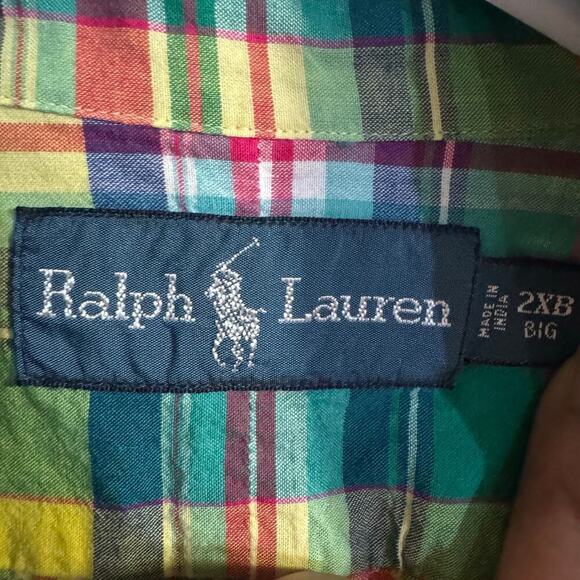 Ralph Lauren
MADE IN
INDIA
2XB
BIG